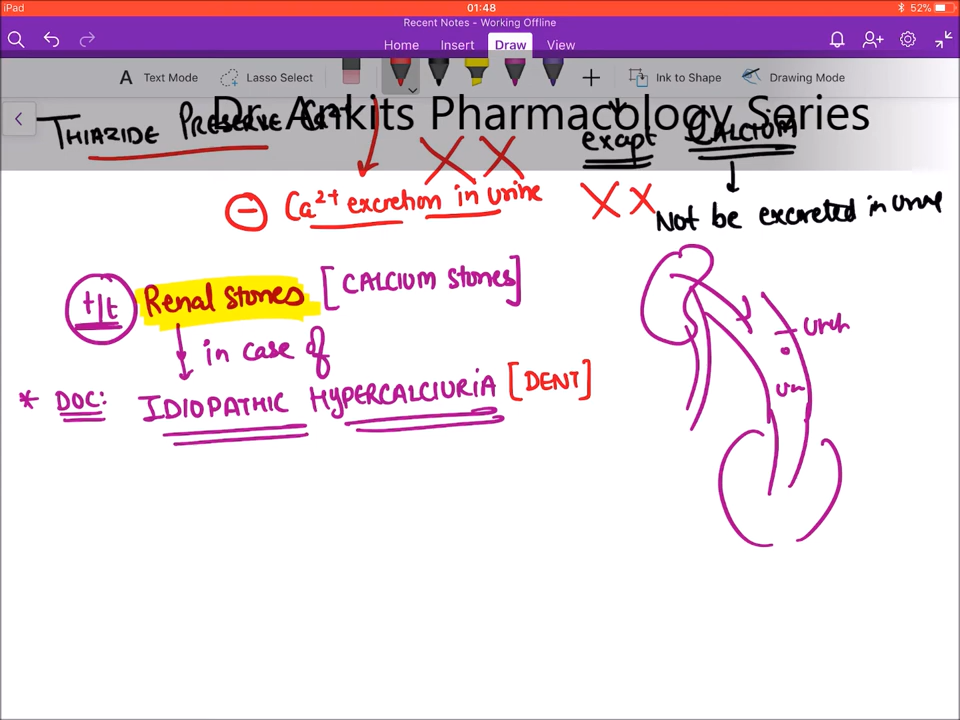 iPad 01:48 52%
Recent Notes - Working Offline
Home Insert Draw View
A Text Mode Lasso Select Ink to Shape Drawing Mode
Dr. Ankits Pharmacology Series
THIAZIDE PRESERVE Ca2+
exapt CALCIUM
⊖ Ca2+ excretion in urine
Not be excreted in urine
t/t Renal stones [CALCIUM stones]
in case of
* DOC: IDIOPATHIC HYPERCALCIURIA [DENT]